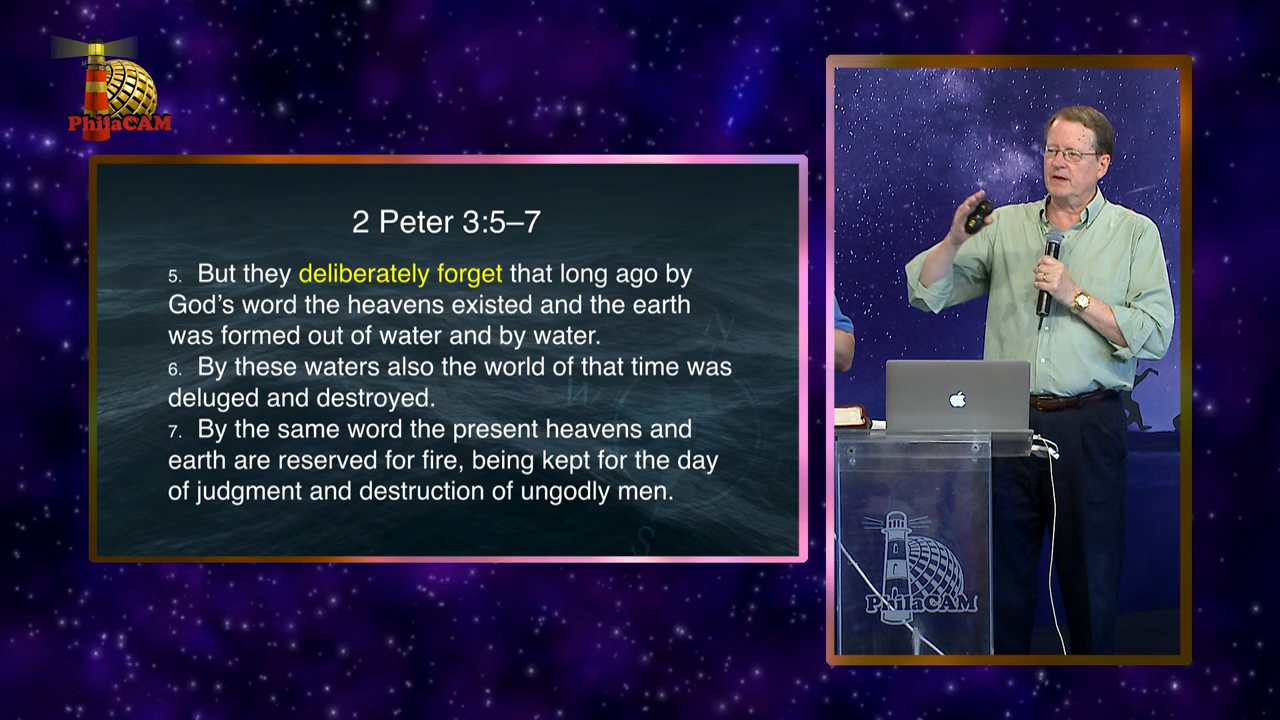 PhilaCAM
2 Peter 3:5–7
5. But they deliberately forget that long ago by
God's word the heavens existed and the earth
was formed out of water and by water.
6. By these waters also the world of that time was
deluged and destroyed.
7. By the same word the present heavens and
earth are reserved for fire, being kept for the day
of judgment and destruction of ungodly men.
N
W
S
PhilaCAM